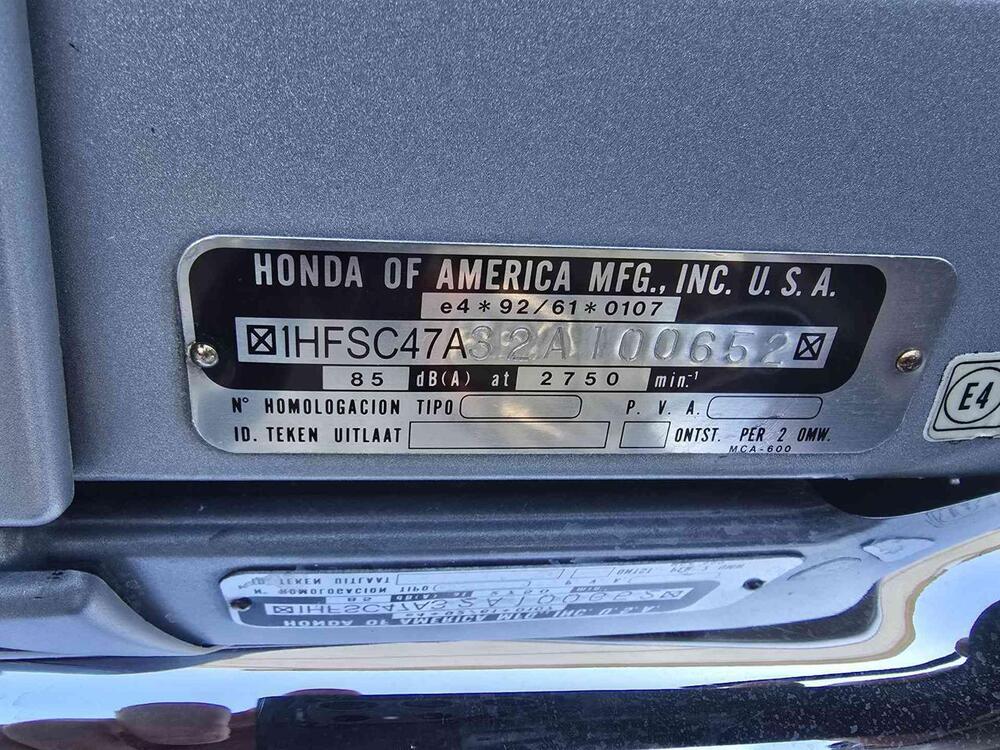 HONDA OF AMERICA MFG., INC. U.S.A.
e4*92/61*0107
1HFSC47A32A100652
85 dB(A) at 2750 min.-1
N° HOMOLOGACION TIPO P. V. A.
ID. TEKEN UITLAAT ONTST. PER 2 OMW.
MCA-600
E4